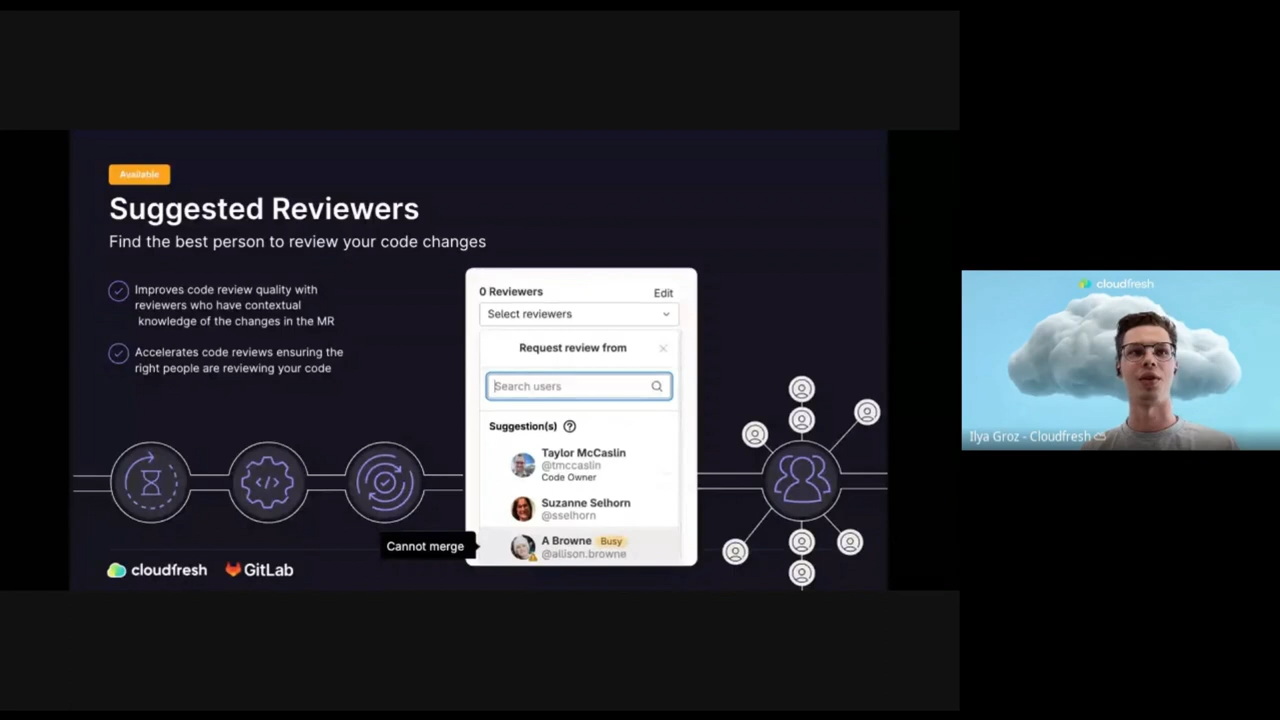 Available
Suggested Reviewers
Find the best person to review your code changes
Improves code review quality with
reviewers who have contextual
knowledge of the changes in the MR
Accelerates code reviews ensuring the
right people are reviewing your code
0 Reviewers
Edit
Select reviewers
Request review from
Search users
Suggestion(s)
Taylor McCaslin
@tmccaslin
Code Owner
Suzanne Selhorn
@sselhorn
A Browne Busy
@allison.browne
Cannot merge
cloudfresh
GitLab
cloudfresh
Ilya Groz - Cloudfresh